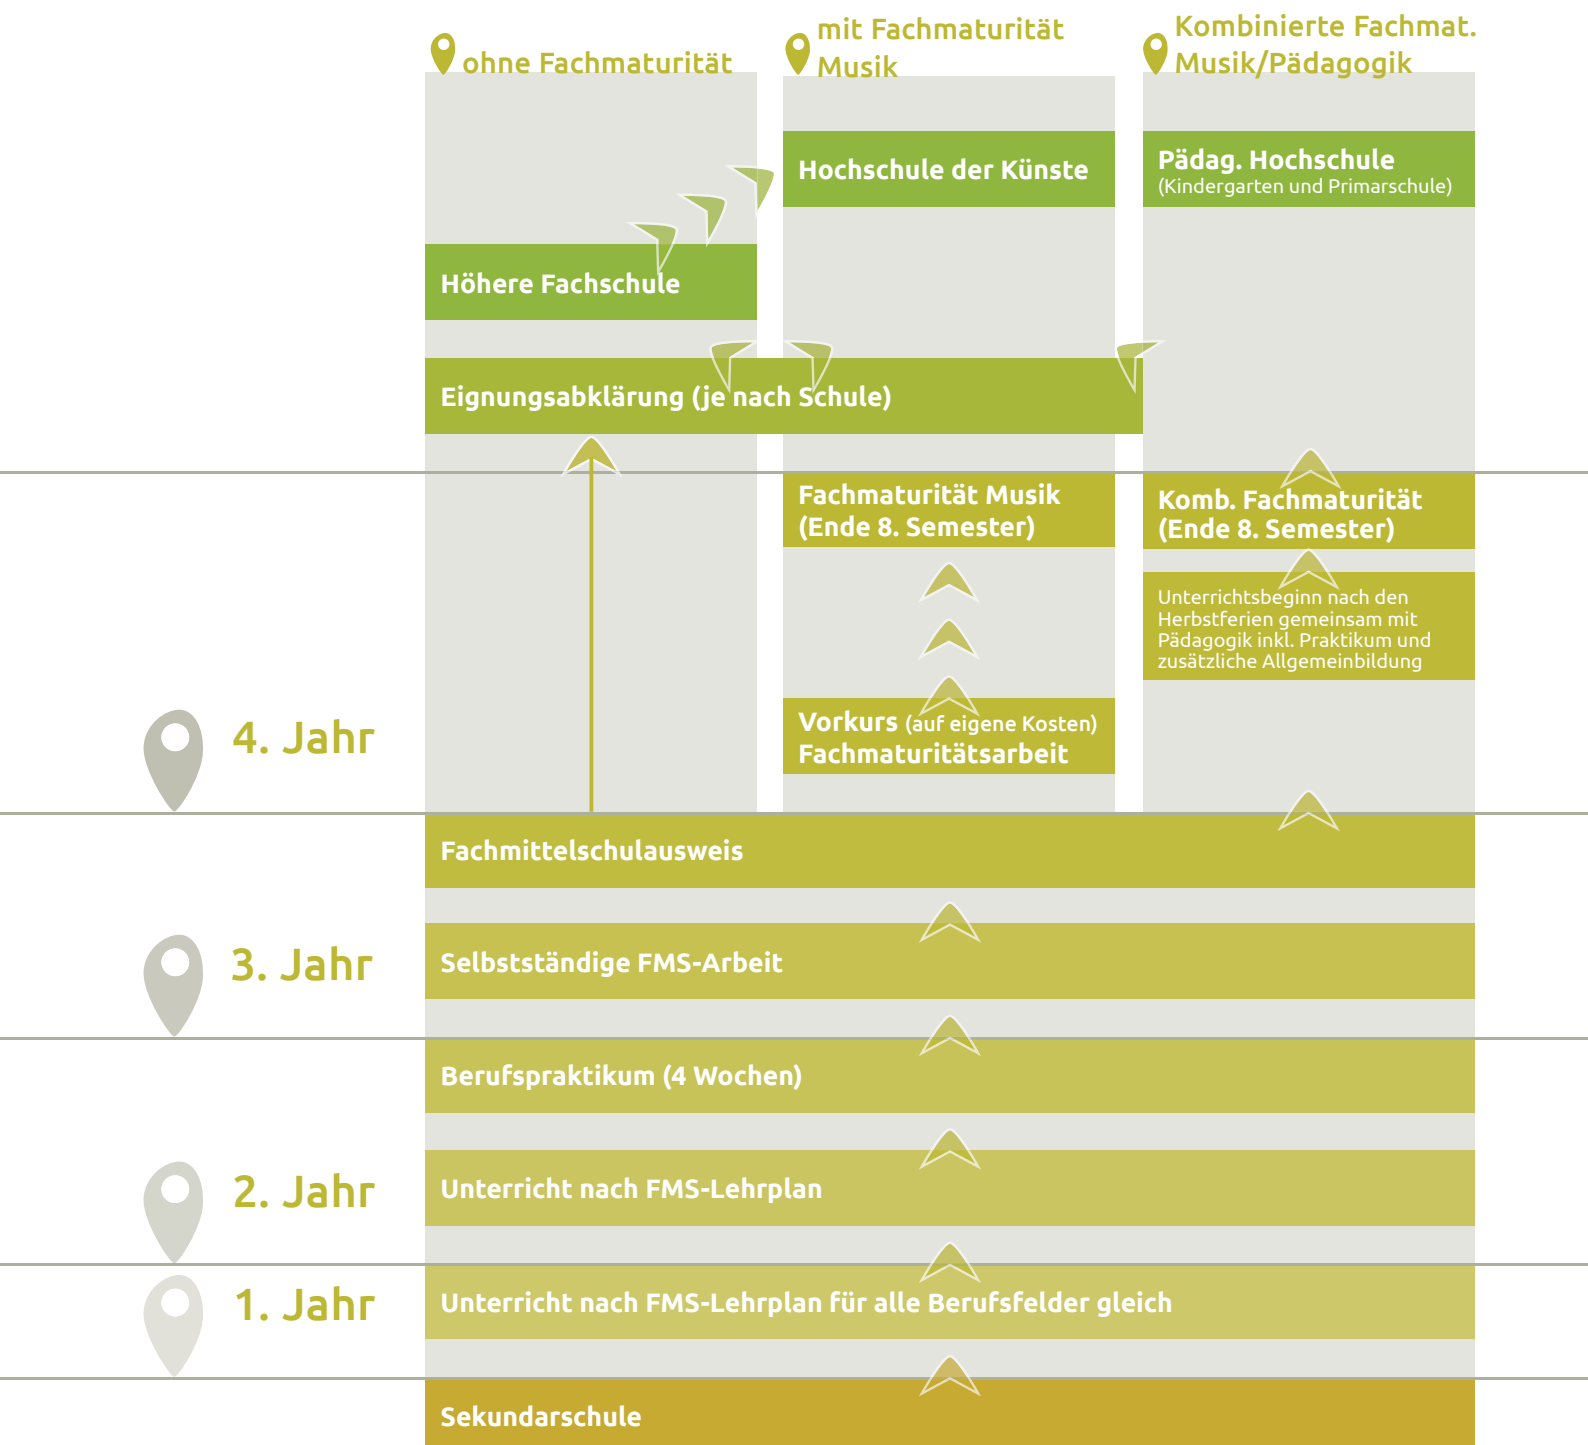 ohne Fachmaturität
mit Fachmaturität
Musik
Kombinierte Fachmat.
Musik/Pädagogik
Hochschule der Künste
Pädag. Hochschule
(Kindergarten und Primarschule)
Höhere Fachschule
Eignungsabklärung (je nach Schule)
Fachmaturität Musik
(Ende 8. Semester)
Komb. Fachmaturität
(Ende 8. Semester)
Unterrichtsbeginn nach den
Herbstferien gemeinsam mit
Pädagogik inkl. Praktikum und
zusätzliche Allgemeinbildung
4. Jahr
Vorkurs (auf eigene Kosten)
Fachmaturitätsarbeit
Fachmittelschulausweis
3. Jahr
Selbstständige FMS-Arbeit
Berufspraktikum (4 Wochen)
2. Jahr
Unterricht nach FMS-Lehrplan
1. Jahr
Unterricht nach FMS-Lehrplan für alle Berufsfelder gleich
Sekundarschule